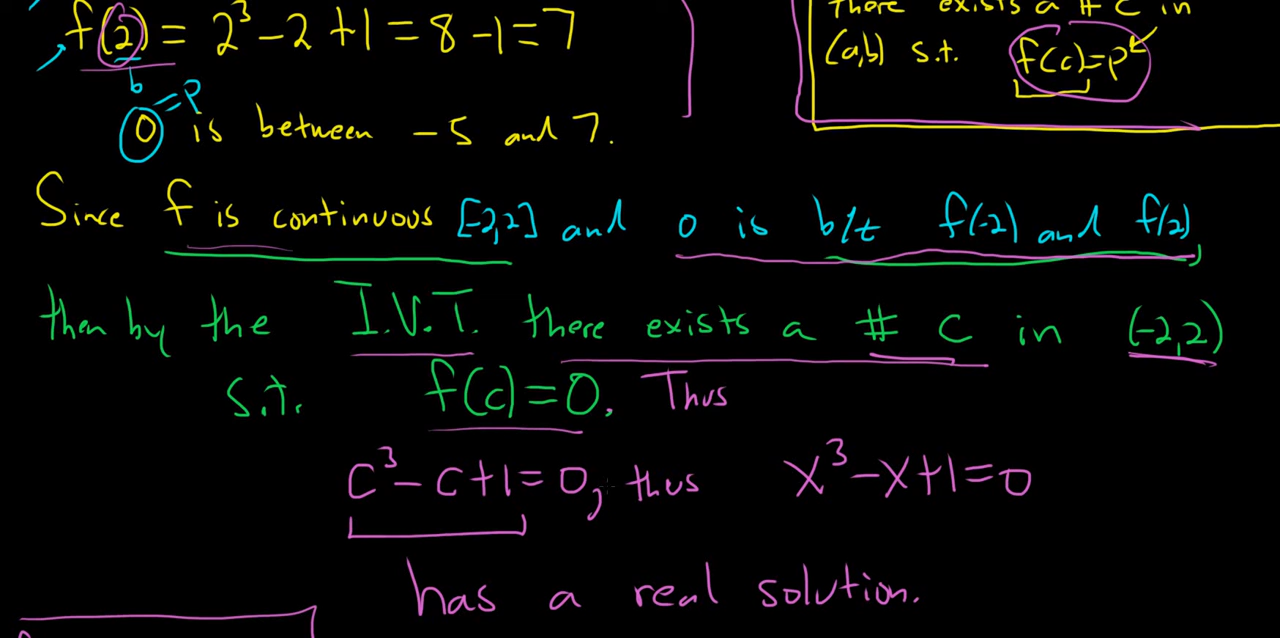 f(2) = 2³ - 2 + 1 = 8 - 1 = 7
b
0 = P
is between -5 and 7.
there exists a # C in
(a,b) s.t. f(c)=P
Since f is continuous [-2,2] and 0 is b/t f(-2) and f(2)
then by the I.V.T. there exists a # C in (-2,2)
s.t. f(c)=0. Thus
C³ - C + 1 = 0, thus X³ - X + 1 = 0
has a real solution.